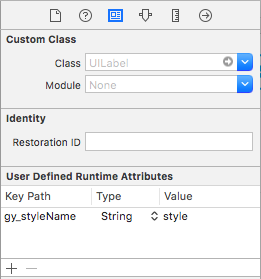 Custom Class
Class UILabel
Module None
Identity
Restoration ID
User Defined Runtime Attributes
Key Path Type Value
gy_styleName String style